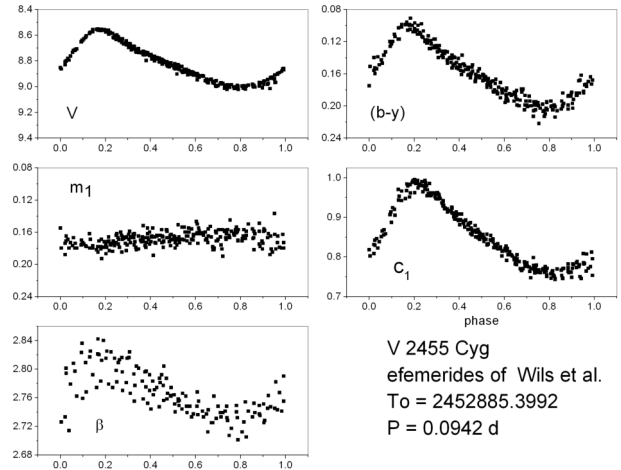 8.4
8.6
8.8
9.0
9.2
9.4
V
0.0 0.2 0.4 0.6 0.8 1.0
0.08
0.12
0.16
0.20
0.24
(b-y)
0.0 0.2 0.4 0.6 0.8 1.0
0.08
0.12
0.16
0.20
0.24
m1
0.0 0.2 0.4 0.6 0.8 1.0
1.0
0.9
0.8
0.7
C1
0.0 0.2 0.4 0.6 0.8 1.0
phase
2.84
2.80
2.76
2.72
2.68
β
0.0 0.2 0.4 0.6 0.8 1.0
V 2455 Cyg
efemerides of Wils et al.
To = 2452885.3992
P = 0.0942 d